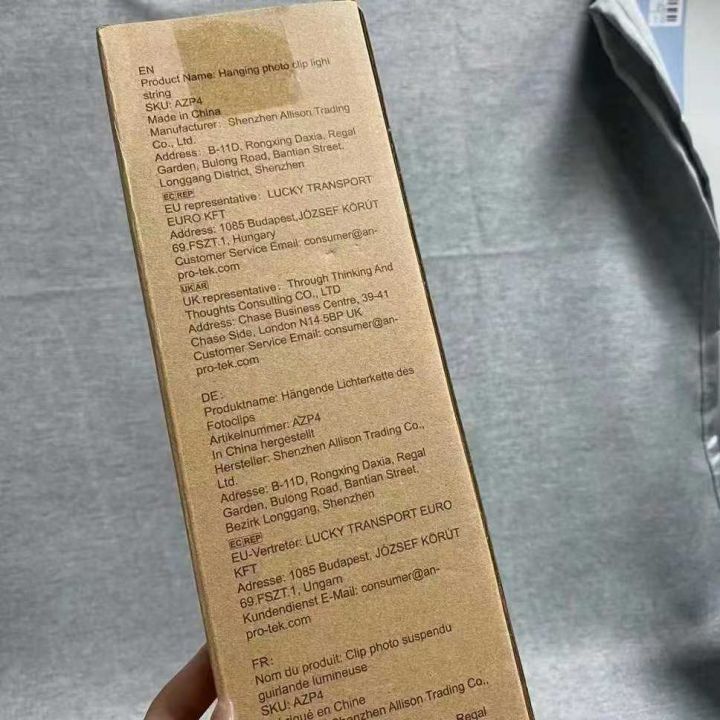 EN
Product Name: Hanging photo clip light
string
SKU: AZP4
Made in China
Manufacturer: Shenzhen Allison Trading
Co., Ltd.
Address: B-11D, Rongxing Daxia, Regal
Garden, Bulong Road, Bantian Street,
Longgang District, Shenzhen
EC REP
EU representative: LUCKY TRANSPORT
EURO KFT
Address: 1085 Budapest,JÓZSEF KÖRÚT
69.FSZT.1, Hungary
Customer Service Email: consumer@an-
pro-tek.com
UK AR
UK representative: Through Thinking And
Thoughts Consulting CO., LTD
Address: Chase Business Centre, 39-41
Chase Side, London N14 5BP UK
Customer Service Email: consumer@an-
pro-tek.com
DE:
Produktname: Hängende Lichterkette des
Fotoclips
Artikelnummer: AZP4
In China hergestellt
Hersteller: Shenzhen Allison Trading Co.,
Ltd.
Adresse: B-11D, Rongxing Daxia, Regal
Garden, Bulong Road, Bantian Street,
Bezirk Longgang, Shenzhen
EC REP
EU-Vertreter: LUCKY TRANSPORT EURO
KFT
Adresse: 1085 Budapest, JÓZSEF KÖRÚT
69.FSZT.1, Ungarn
Kundendienst E-Mail: consumer@an-
pro-tek.com
FR:
Nom du produit: Clip photo suspendu
guirlande lumineuse
SKU: AZP4
en Chine
Shenzhen Allison Trading Co.,
Regal